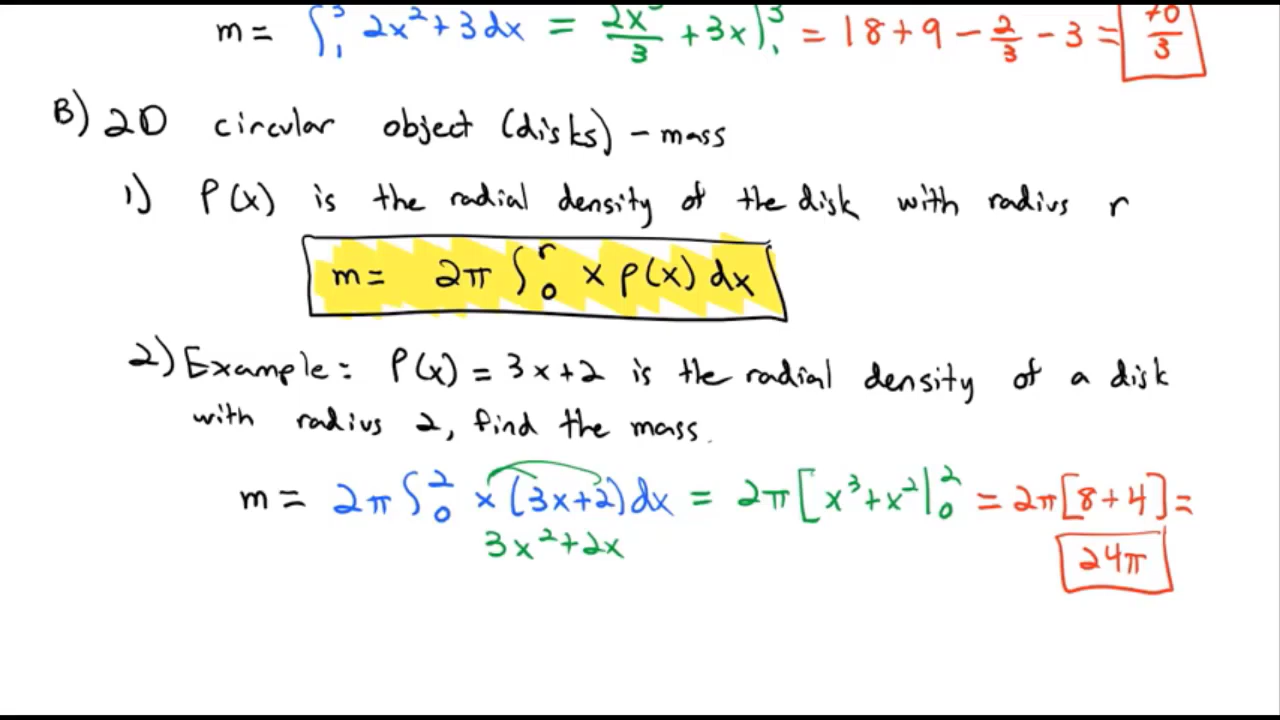 m = ∫₁³ 2x² + 3 dx = 2x³/3 + 3x |₁³ = 18 + 9 − 2/3 − 3 = 70/3
B) 2D circular object (disks) – mass
1) P(x) is the radial density of the disk with radius r
m = 2π ∫₀ʳ x ρ(x) dx
2) Example: P(x) = 3x+2 is the radial density of a disk
with radius 2, find the mass.
m = 2π ∫₀² x (3x+2) dx = 2π [x³ + x² |₀² = 2π [8 + 4] =
3x² + 2x
24π